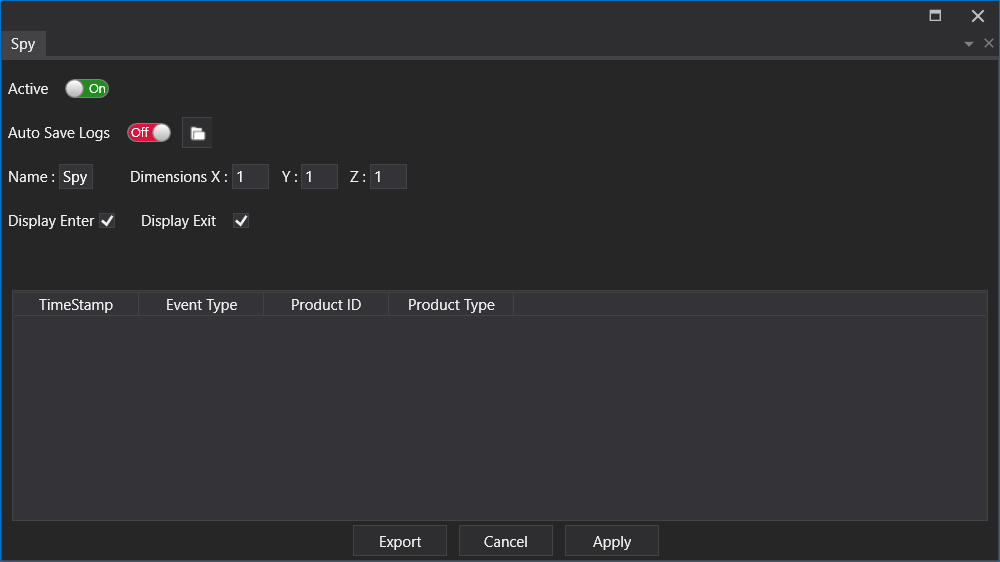 Spy
Active On
Auto Save Logs Off
Name : Spy Dimensions X : 1 Y : 1 Z : 1
Display Enter Display Exit
TimeStamp Event Type Product ID Product Type
Export Cancel Apply